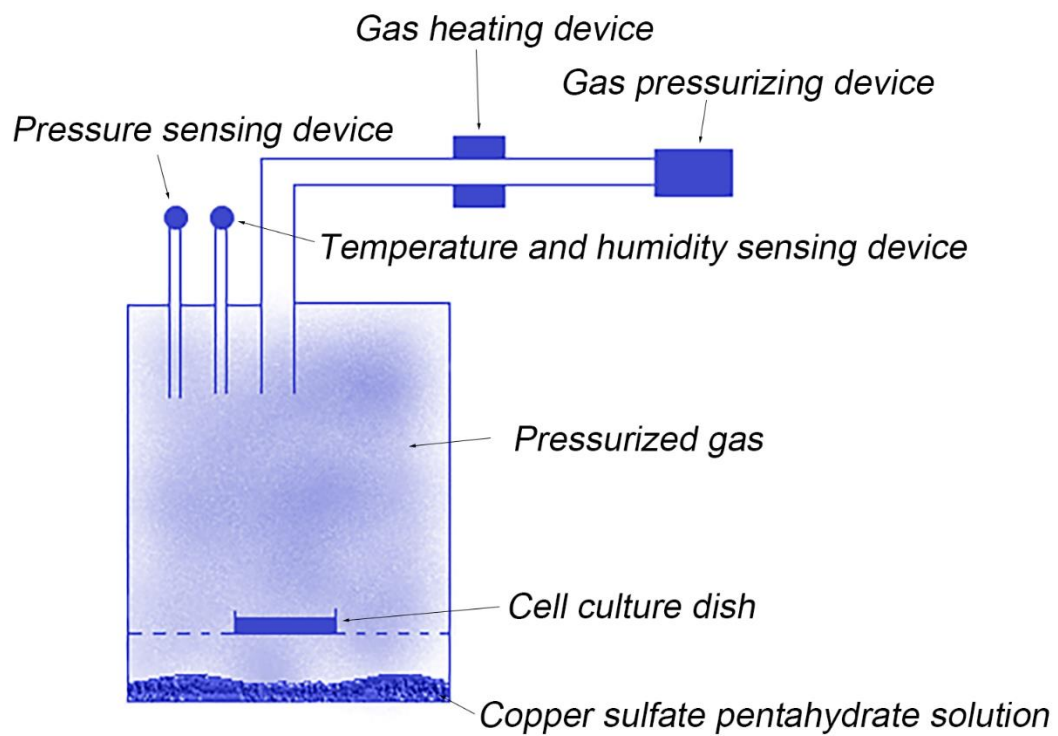 Gas heating device
Gas pressurizing device
Pressure sensing device
Temperature and humidity sensing device
Pressurized gas
Cell culture dish
Copper sulfate pentahydrate solution